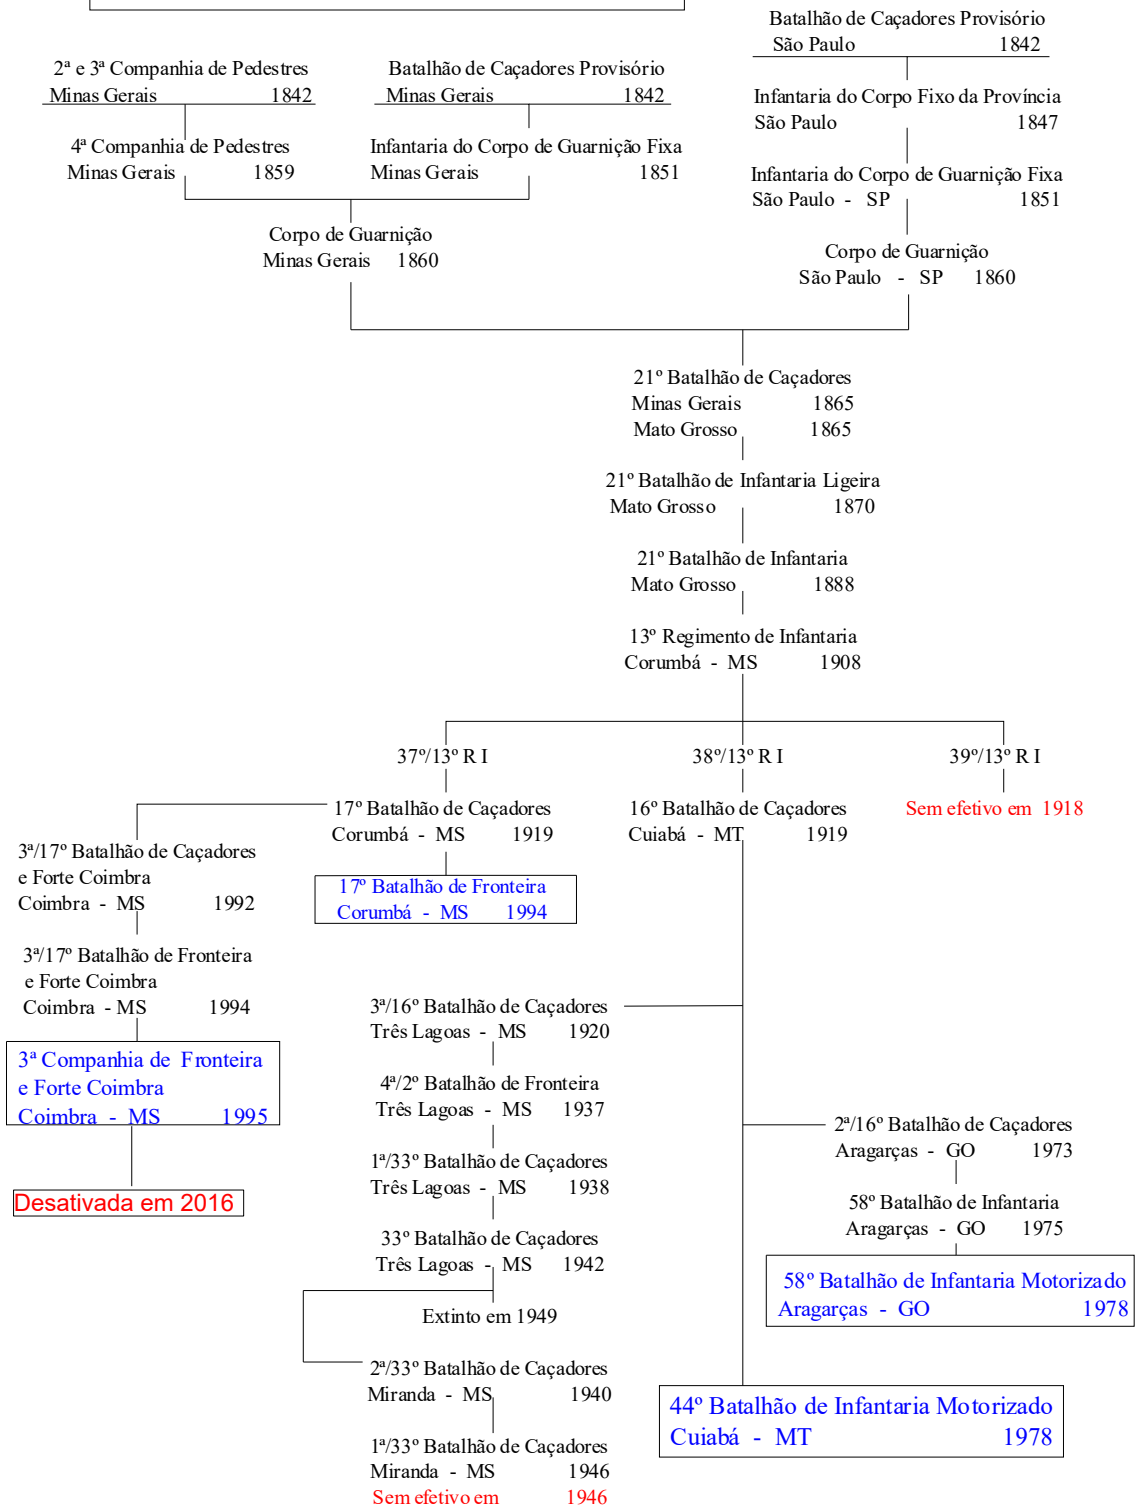 Batalhão de Caçadores Provisório
São Paulo 1842
2ª e 3ª Companhia de Pedestres
Minas Gerais 1842
Batalhão de Caçadores Provisório
Minas Gerais 1842
Infantaria do Corpo Fixo da Província
São Paulo 1847
4ª Companhia de Pedestres
Minas Gerais 1859
Infantaria do Corpo de Guarnição Fixa
Minas Gerais 1851
Infantaria do Corpo de Guarnição Fixa
São Paulo - SP 1851
Corpo de Guarnição
Minas Gerais 1860
Corpo de Guarnição
São Paulo - SP 1860
21º Batalhão de Caçadores
Minas Gerais 1865
Mato Grosso 1865
21º Batalhão de Infantaria Ligeira
Mato Grosso 1870
21º Batalhão de Infantaria
Mato Grosso 1888
13º Regimento de Infantaria
Corumbá - MS 1908
37º/13º R I
38º/13º R I
39º/13º R I
17º Batalhão de Caçadores
Corumbá - MS 1919
16º Batalhão de Caçadores
Cuiabá - MT 1919
Sem efetivo em 1918
3ª/17º Batalhão de Caçadores
e Forte Coimbra
Coimbra - MS 1992
17º Batalhão de Fronteira
Corumbá - MS 1994
3ª/17º Batalhão de Fronteira
e Forte Coimbra
Coimbra - MS 1994
3ª Companhia de Fronteira
e Forte Coimbra
Coimbra - MS 1995
Desativada em 2016
3ª/16º Batalhão de Caçadores
Três Lagoas - MS 1920
4ª/2º Batalhão de Fronteira
Três Lagoas - MS 1937
1ª/33º Batalhão de Caçadores
Três Lagoas - MS 1938
33º Batalhão de Caçadores
Três Lagoas - MS 1942
Extinto em 1949
2ª/33º Batalhão de Caçadores
Miranda - MS 1940
1ª/33º Batalhão de Caçadores
Miranda - MS 1946
Sem efetivo em 1946
2ª/16º Batalhão de Caçadores
Aragarças - GO 1973
58º Batalhão de Infantaria
Aragarças - GO 1975
58º Batalhão de Infantaria Motorizado
Aragarças - GO 1978
44º Batalhão de Infantaria Motorizado
Cuiabá - MT 1978